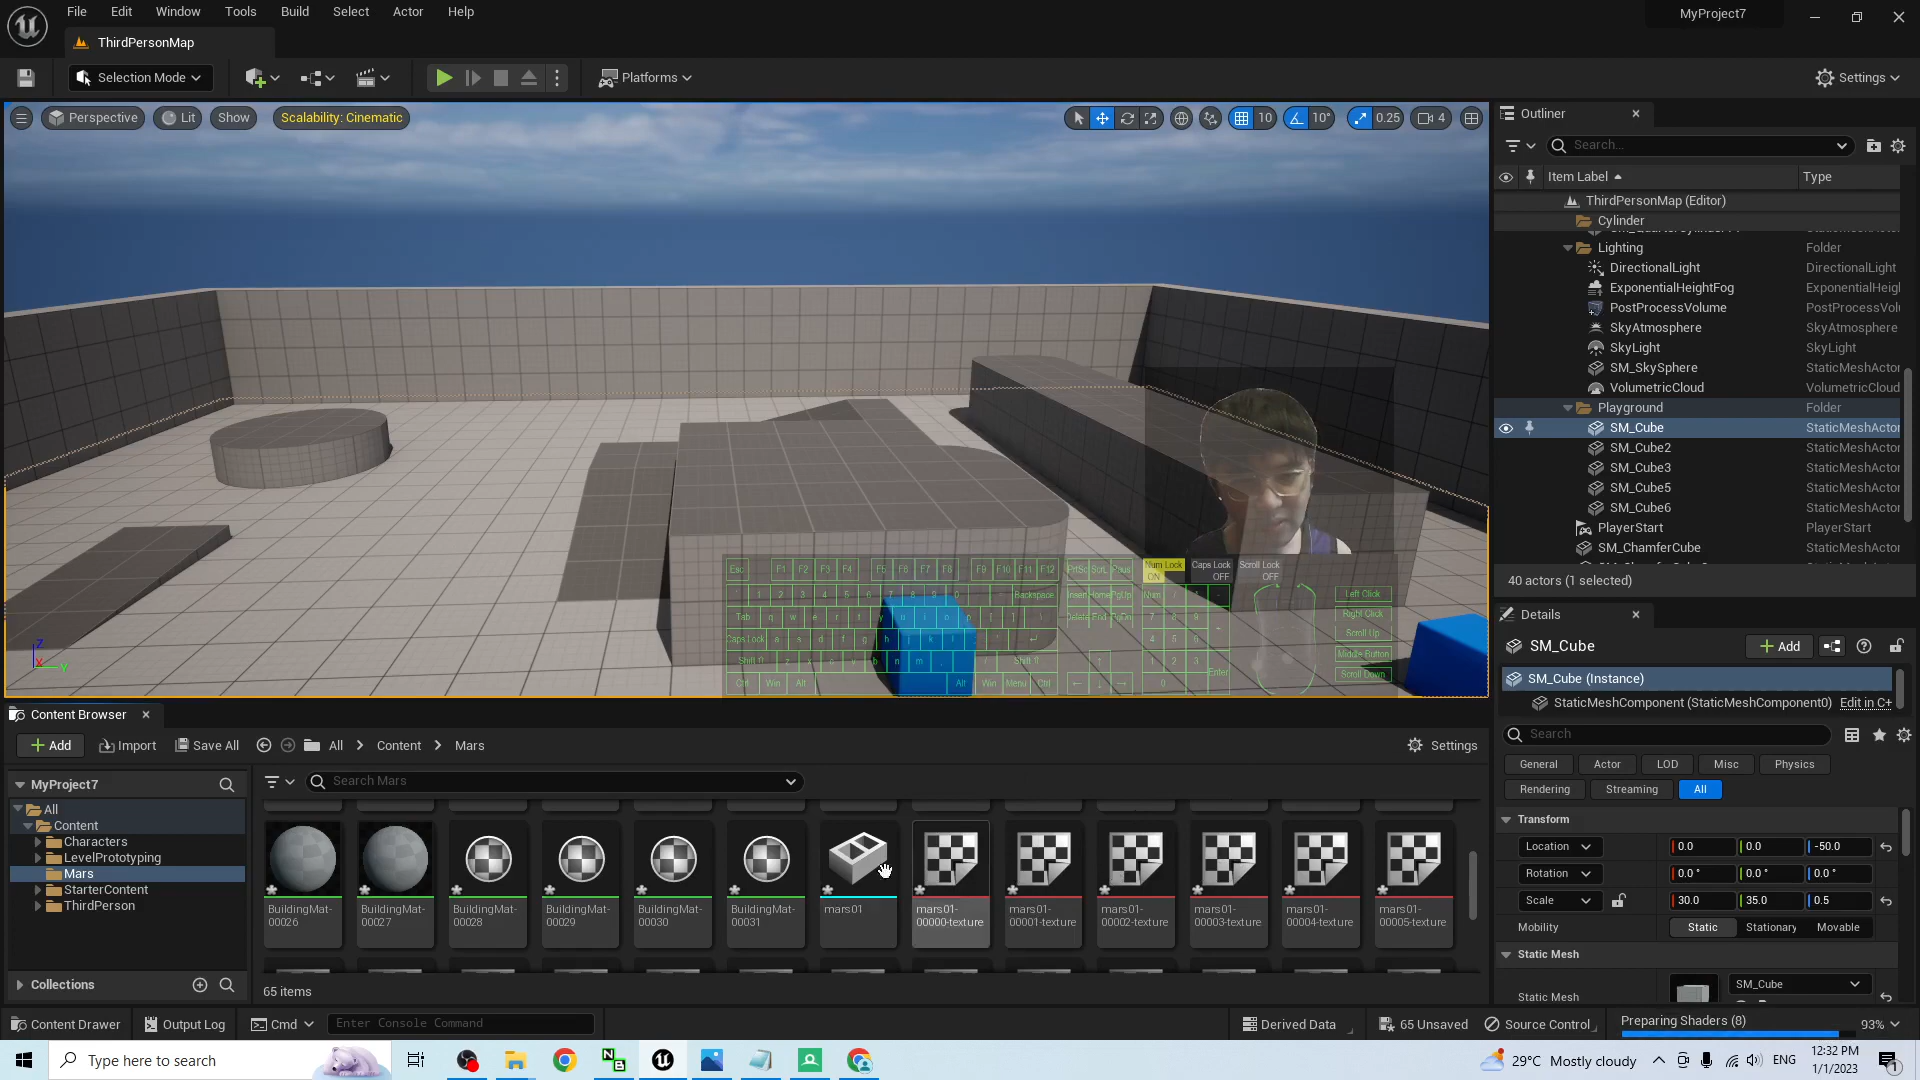 File Edit Window Tools Build Select Actor Help
MyProject7
ThirdPersonMap
Selection Mode
Platforms
Settings
Perspective
Lit
Show
Scalability: Cinematic
10
10°
0.25
4
Esc F1 F2 F3 F4 F5 F6 F7 F8 F9 F10 F11 F12
Num Lock
ON
Caps Lock
OFF
Scroll Lock
OFF
Backspace
Tab
Caps Lock
Shift
Ctrl Win Alt
Alt Win Menu Ctrl
Enter
Left Click
Right Click
Scroll Up
Middle Button
Scroll Down
Z
X
Y
Outliner
Search...
Item Label
Type
ThirdPersonMap (Editor)
Cylinder
Lighting Folder
DirectionalLight DirectionalLight
ExponentialHeightFog ExponentialHeigl
PostProcessVolume PostProcessVolu
SkyAtmosphere SkyAtmosphere
SkyLight SkyLight
SM_SkySphere StaticMeshActor
VolumetricCloud VolumetricCloud
Playground Folder
SM_Cube StaticMeshActor
SM_Cube2 StaticMeshActor
SM_Cube3 StaticMeshActor
SM_Cube5 StaticMeshActor
SM_Cube6 StaticMeshActor
PlayerStart PlayerStart
SM_ChamferCube StaticMeshActor
40 actors (1 selected)
Details
SM_Cube
Add
SM_Cube (Instance)
StaticMeshComponent (StaticMeshComponent0) Edit in C+
Search
General Actor LOD Misc Physics
Rendering Streaming All
Transform
Location 0.0 0.0 -50.0
Rotation 0.0 ° 0.0 ° 0.0 °
Scale 30.0 35.0 0.5
Mobility Static Stationary Movable
Static Mesh
Static Mesh SM_Cube
Content Browser
Add Import Save All All Content Mars
Settings
MyProject7
Search Mars
All
Content
Characters
LevelPrototyping
Mars
StarterContent
ThirdPerson
Collections
BuildingMat-
00026
BuildingMat-
00027
BuildingMat-
00028
BuildingMat-
00029
BuildingMat-
00030
BuildingMat-
00031
mars01
mars01-
00000-texture
mars01-
00001-texture
mars01-
00002-texture
mars01-
00003-texture
mars01-
00004-texture
mars01-
00005-texture
65 items
Content Drawer Output Log Cmd Enter Console Command
Derived Data 65 Unsaved Source Control
Preparing Shaders (8) 93%
Type here to search
29°C Mostly cloudy
ENG
12:32 PM
1/1/2023
1